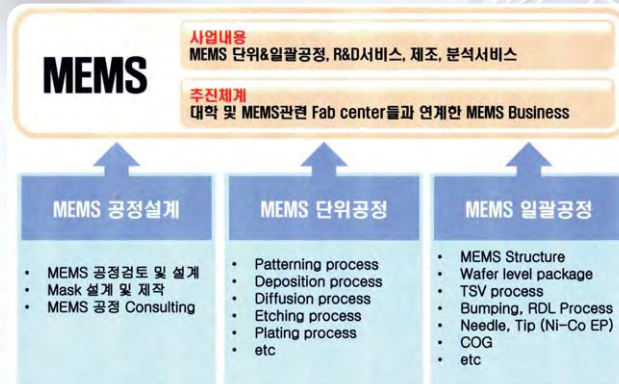 MEMS
사업내용
MEMS 단위&일괄공정, R&D서비스, 제조, 분석서비스
추진체계
대학 및 MEMS관련 Fab center들과 연계한 MEMS Business
MEMS 공정설계
• MEMS 공정검토 및 설계
• Mask 설계 및 제작
• MEMS 공정 Consulting
MEMS 단위공정
• Patterning process
• Deposition process
• Diffusion process
• Etching process
• Plating process
• etc
MEMS 일괄공정
• MEMS Structure
• Wafer level package
• TSV process
• Bumping, RDL Process
• Needle, Tip (Ni-Co EP)
• COG
• etc